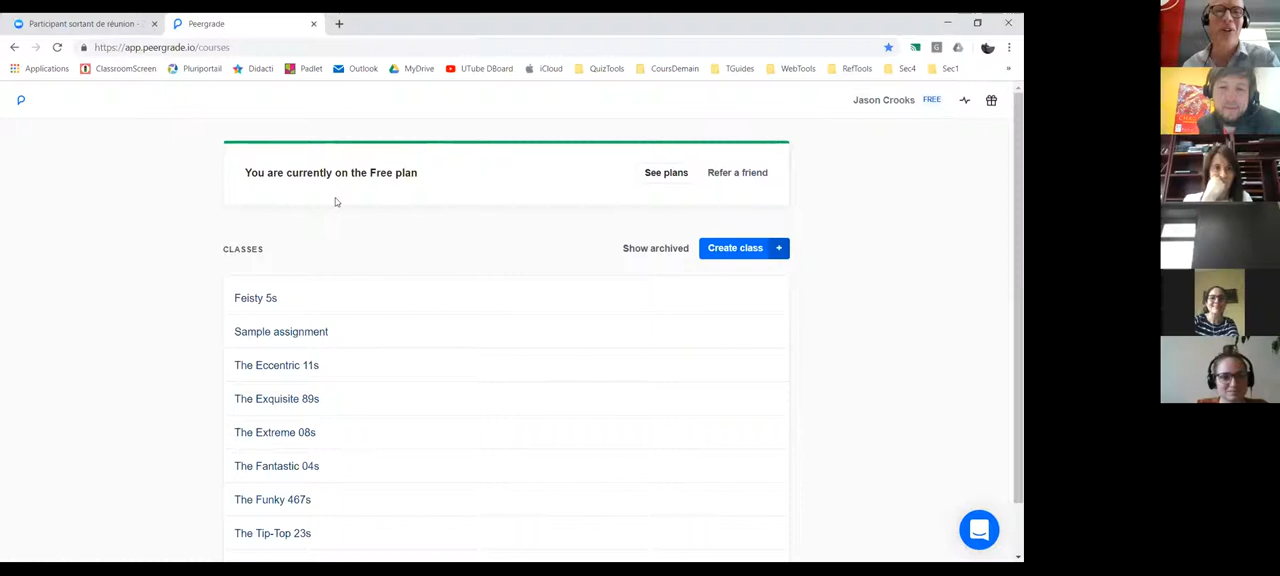 Participant sortant de réunion - 
Peergrade
https://app.peergrade.io/courses
Applications ClassroomScreen Pluriportail Didacti Padlet Outlook MyDrive UTube DBoard iCloud QuizTools CoursDemain TGuides WebTools RefTools Sec4 Sec1 »
Jason Crooks FREE
You are currently on the Free plan
See plans Refer a friend
CLASSES
Show archived Create class +
Feisty 5s
Sample assignment
The Eccentric 11s
The Exquisite 89s
The Extreme 08s
The Fantastic 04s
The Funky 467s
The Tip-Top 23s